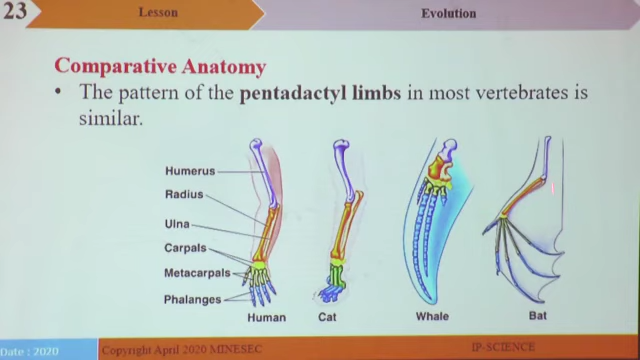 23
Lesson
Evolution
Comparative Anatomy
• The pattern of the pentadactyl limbs in most vertebrates is
similar.
Humerus
Radius
Ulna
Carpals
Metacarpals
Phalanges
Human
Cat
Whale
Bat
Date : 2020
Copyright April 2020 MINESEC
IP-SCIENCE